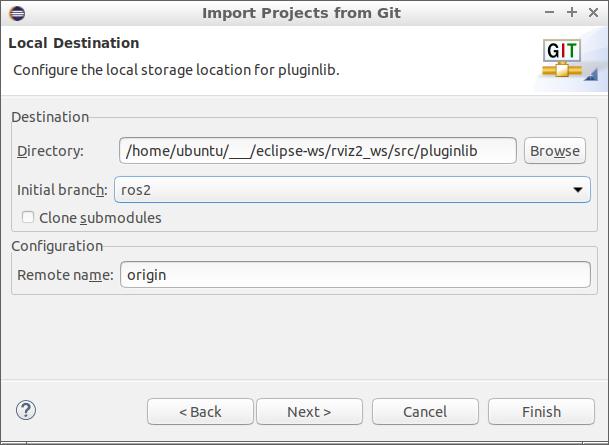 Import Projects from Git
Local Destination
Configure the local storage location for pluginlib.
GIT
Destination
Directory: /home/ubuntu/___/eclipse-ws/rviz2_ws/src/pluginlib Browse
Initial branch: ros2
Clone submodules
Configuration
Remote name: origin
? < Back Next > Cancel Finish